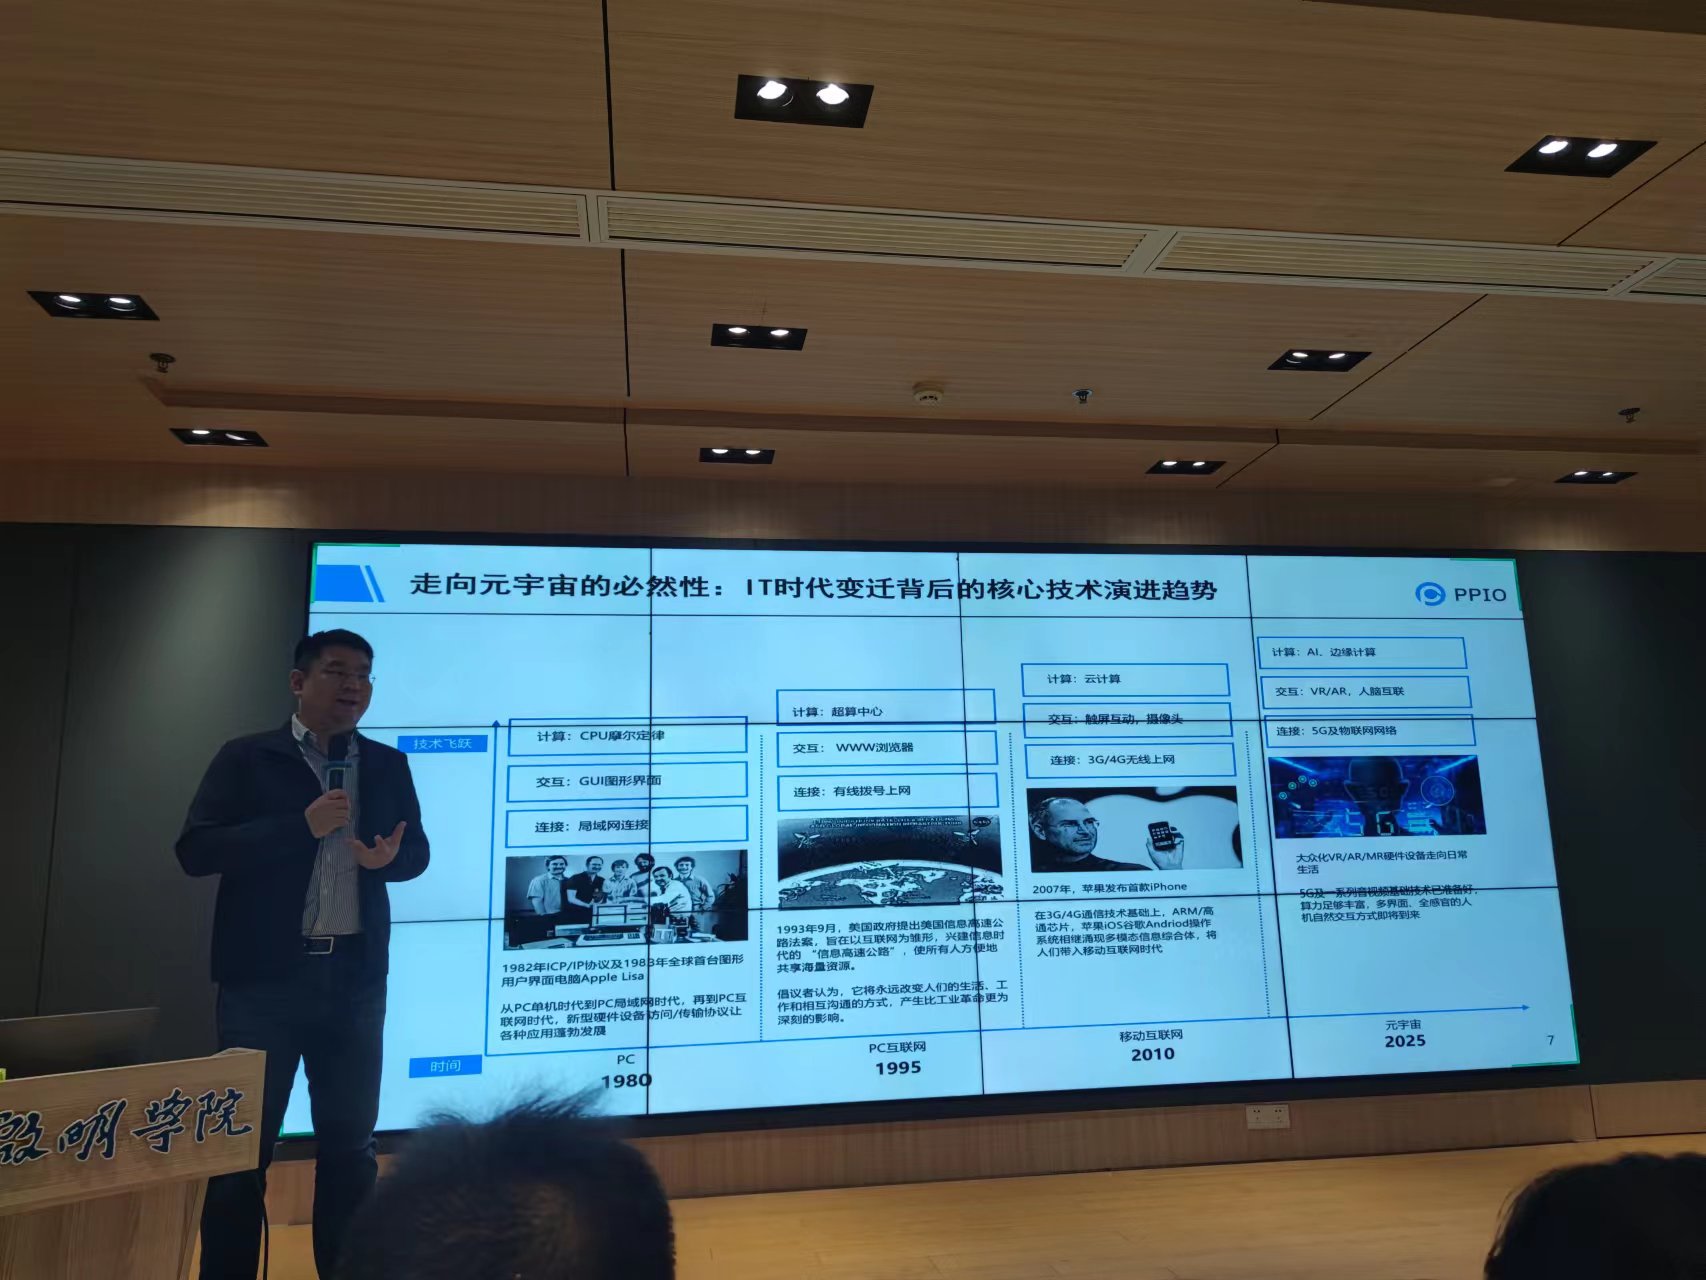 走向元宇宙的必然性：IT时代变迁背后的核心技术演进趋势
PPIO
技术飞跃
计算：CPU摩尔定律
交互：GUI图形界面
连接：局域网连接
1982年ICP/IP协议及1983年全球首台图形
用户界面电脑Apple Lisa
从PC单机时代到PC局域网时代，再到PC互
联网时代，新型硬件设备访问/传输协议让
各种应用蓬勃发展
PC
1980
计算：超算中心
交互： WWW浏览器
连接：有线拨号上网
1993年9月，美国政府提出美国信息高速公
路法案，旨在以互联网为雏形，兴建信息时
代的 “信息高速公路” ，使所有人方便地
共享海量资源。
倡议者认为，它将永远改变人们的生活、工
作和相互沟通的方式，产生比工业革命更为
深刻的影响。
PC互联网
1995
计算：云计算
交互：触屏互动，摄像头
连接：3G/4G无线上网
2007年，苹果发布首款iPhone
在3G/4G通信技术基础上，ARM/高
通芯片，苹果iOS谷歌Andriod操作
系统相继涌现多模态信息综合体，将
人们带入移动互联网时代
移动互联网
2010
计算：AI、边缘计算
交互：VR/AR，人脑互联
连接：5G及物联网网络
5G
大众化VR/AR/MR硬件设备走向日常
生活
5G及一系列音视频基础技术已准备好，
算力足够丰富，多界面、全感官的人
机自然交互方式即将到来
元宇宙
2025
时间
7
启明学院